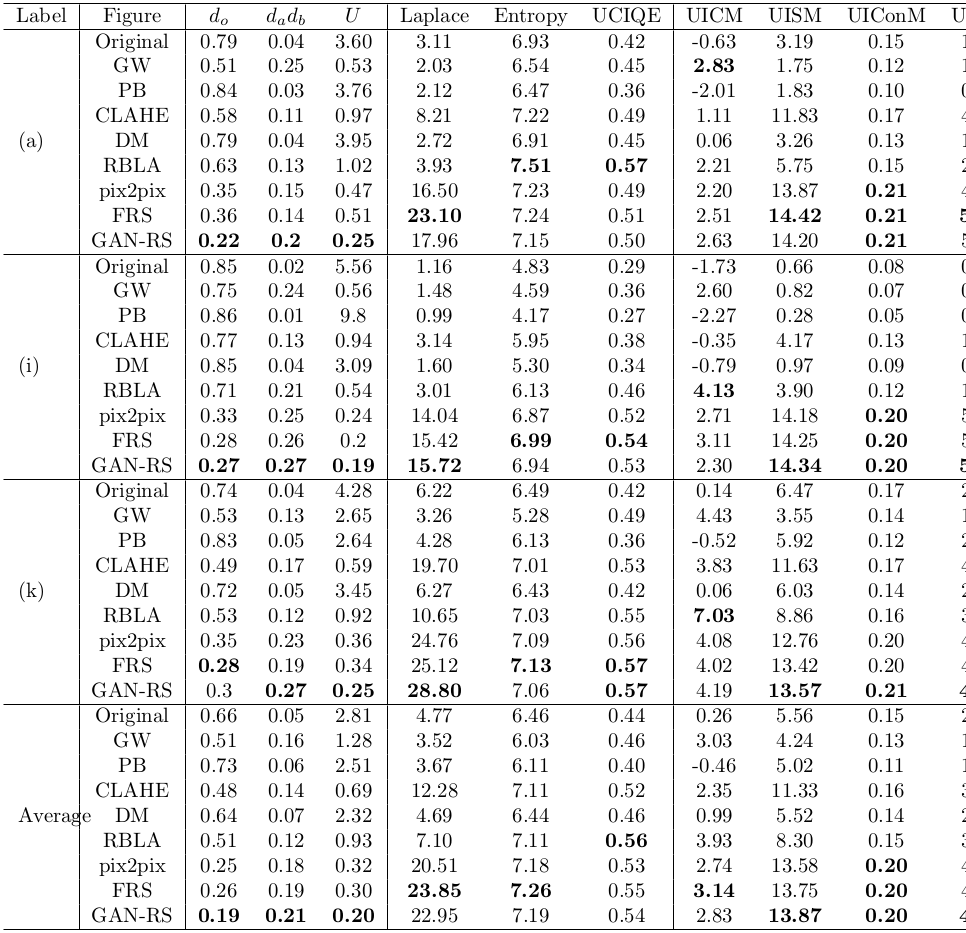 Label Figure d_o d_a d_b U Laplace Entropy UCIQE UICM UISM UIConM U
Original 0.79 0.04 3.60 3.11 6.93 0.42 -0.63 3.19 0.15 1
GW 0.51 0.25 0.53 2.03 6.54 0.45 2.83 1.75 0.12 1
PB 0.84 0.03 3.76 2.12 6.47 0.36 -2.01 1.83 0.10 0
CLAHE 0.58 0.11 0.97 8.21 7.22 0.49 1.11 11.83 0.17 4
(a) DM 0.79 0.04 3.95 2.72 6.91 0.45 0.06 3.26 0.13 1
RBLA 0.63 0.13 1.02 3.93 7.51 0.57 2.21 5.75 0.15 2
pix2pix 0.35 0.15 0.47 16.50 7.23 0.49 2.20 13.87 0.21 4
FRS 0.36 0.14 0.51 23.10 7.24 0.51 2.51 14.42 0.21 5
GAN-RS 0.22 0.2 0.25 17.96 7.15 0.50 2.63 14.20 0.21 5
Original 0.85 0.02 5.56 1.16 4.83 0.29 -1.73 0.66 0.08 0
GW 0.75 0.24 0.56 1.48 4.59 0.36 2.60 0.82 0.07 0
PB 0.86 0.01 9.8 0.99 4.17 0.27 -2.27 0.28 0.05 0
CLAHE 0.77 0.13 0.94 3.14 5.95 0.38 -0.35 4.17 0.13 1
(i) DM 0.85 0.04 3.09 1.60 5.30 0.34 -0.79 0.97 0.09 0
RBLA 0.71 0.21 0.54 3.01 6.13 0.46 4.13 3.90 0.12 1
pix2pix 0.33 0.25 0.24 14.04 6.87 0.52 2.71 14.18 0.20 5
FRS 0.28 0.26 0.2 15.42 6.99 0.54 3.11 14.25 0.20 5
GAN-RS 0.27 0.27 0.19 15.72 6.94 0.53 2.30 14.34 0.20 5
Original 0.74 0.04 4.28 6.22 6.49 0.42 0.14 6.47 0.17 2
GW 0.53 0.13 2.65 3.26 5.28 0.49 4.43 3.55 0.14 1
PB 0.83 0.05 2.64 4.28 6.13 0.36 -0.52 5.92 0.12 2
CLAHE 0.49 0.17 0.59 19.70 7.01 0.53 3.83 11.63 0.17 4
(k) DM 0.72 0.05 3.45 6.27 6.43 0.42 0.06 6.03 0.14 2
RBLA 0.53 0.12 0.92 10.65 7.03 0.55 7.03 8.86 0.16 3
pix2pix 0.35 0.23 0.36 24.76 7.09 0.56 4.08 12.76 0.20 4
FRS 0.28 0.19 0.34 25.12 7.13 0.57 4.02 13.42 0.20 4
GAN-RS 0.3 0.27 0.25 28.80 7.06 0.57 4.19 13.57 0.21 4
Original 0.66 0.05 2.81 4.77 6.46 0.44 0.26 5.56 0.15 2
GW 0.51 0.16 1.28 3.52 6.03 0.46 3.03 4.24 0.13 1
PB 0.73 0.06 2.51 3.67 6.11 0.40 -0.46 5.02 0.11 1
CLAHE 0.48 0.14 0.69 12.28 7.11 0.52 2.35 11.33 0.16 3
Average DM 0.64 0.07 2.32 4.69 6.44 0.46 0.99 5.52 0.14 2
RBLA 0.51 0.12 0.93 7.10 7.11 0.56 3.93 8.30 0.15 3
pix2pix 0.25 0.18 0.32 20.51 7.18 0.53 2.74 13.58 0.20 4
FRS 0.26 0.19 0.30 23.85 7.26 0.55 3.14 13.75 0.20 4
GAN-RS 0.19 0.21 0.20 22.95 7.19 0.54 2.83 13.87 0.20 4